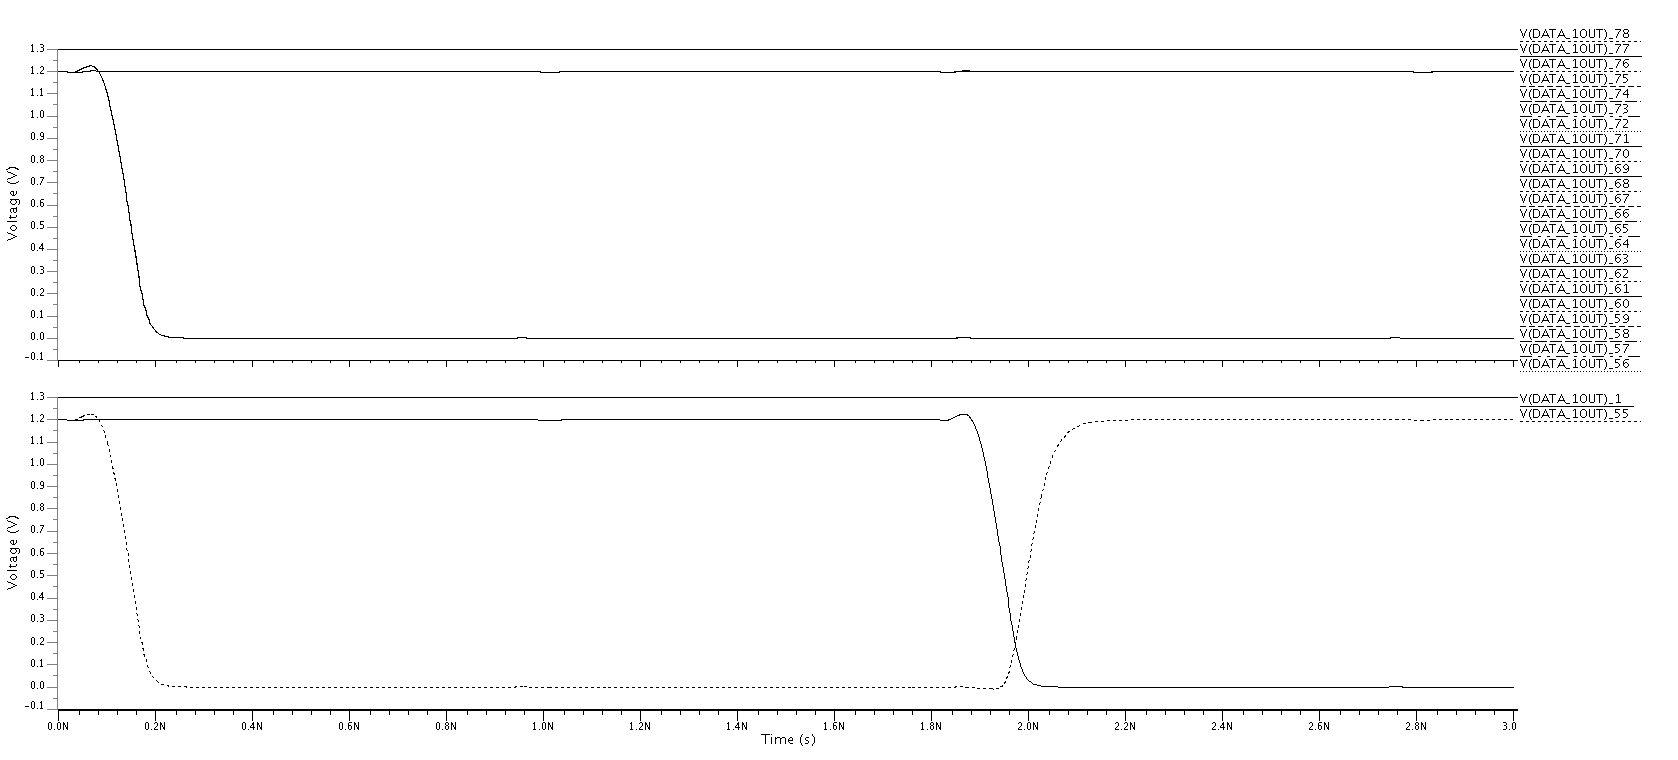 V(DATA_1OUT)_78
V(DATA_1OUT)_77
V(DATA_1OUT)_76
V(DATA_1OUT)_75
V(DATA_1OUT)_74
V(DATA_1OUT)_73
V(DATA_1OUT)_72
V(DATA_1OUT)_71
V(DATA_1OUT)_70
V(DATA_1OUT)_69
V(DATA_1OUT)_68
V(DATA_1OUT)_67
V(DATA_1OUT)_66
V(DATA_1OUT)_65
V(DATA_1OUT)_64
V(DATA_1OUT)_63
V(DATA_1OUT)_62
V(DATA_1OUT)_61
V(DATA_1OUT)_60
V(DATA_1OUT)_59
V(DATA_1OUT)_58
V(DATA_1OUT)_57
V(DATA_1OUT)_56
Voltage (V)
1.3
1.2
1.1
1.0
0.9
0.8
0.7
0.6
0.5
0.4
0.3
0.2
0.1
0.0
-0.1
V(DATA_1OUT)_1
V(DATA_1OUT)_55
Voltage (V)
1.3
1.2
1.1
1.0
0.9
0.8
0.7
0.6
0.5
0.4
0.3
0.2
0.1
0.0
-0.1
0.0N 0.2N 0.4N 0.6N 0.8N 1.0N 1.2N 1.4N 1.6N 1.8N 2.0N 2.2N 2.4N 2.6N 2.8N 3.0
Time (s)